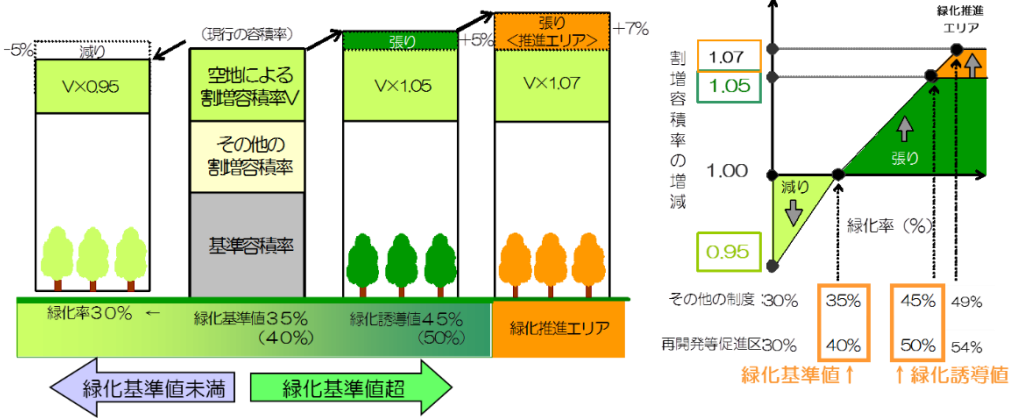 -5%
減り
V×0.95
(現行の容積率)
空地による
割増容積率V
その他の
割増容積率
基準容積率
張り
+5%
V×1.05
張り
<推進エリア>
+7%
V×1.07
緑化率30% ←
緑化基準値35%
(40%)
緑化誘導値45%
(50%)
緑化推進エリア
緑化基準値未満
緑化基準値超
割増容積率の増減
緑化推進
エリア
1.07
1.05
1.00
0.95
張り
減り
緑化率(%)
その他の制度:30% 35% 45% 49%
再開発等促進区:30% 40% 50% 54%
緑化基準値↑ ↑緑化誘導値